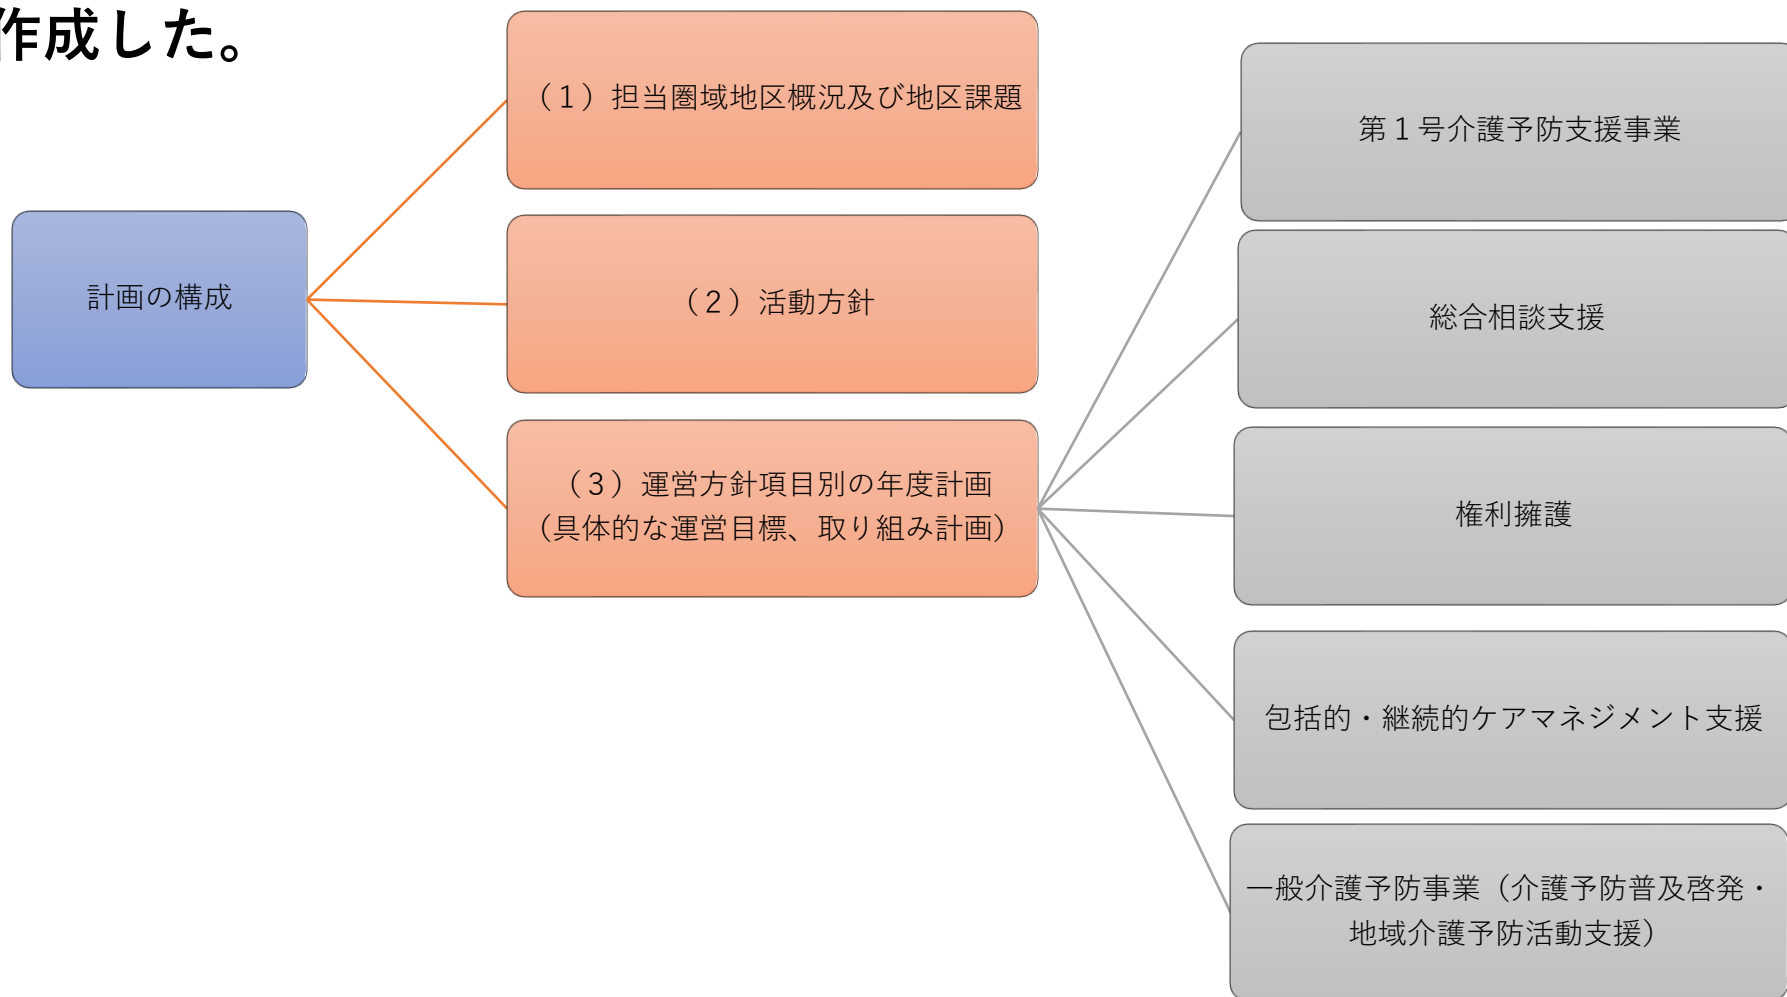 作成した。
計画の構成
（１）担当圏域地区概況及び地区課題
（２）活動方針
（３）運営方針項目別の年度計画
（具体的な運営目標、取り組み計画）
第１号介護予防支援事業
総合相談支援
権利擁護
包括的・継続的ケアマネジメント支援
一般介護予防事業（介護予防普及啓発・
地域介護予防活動支援）